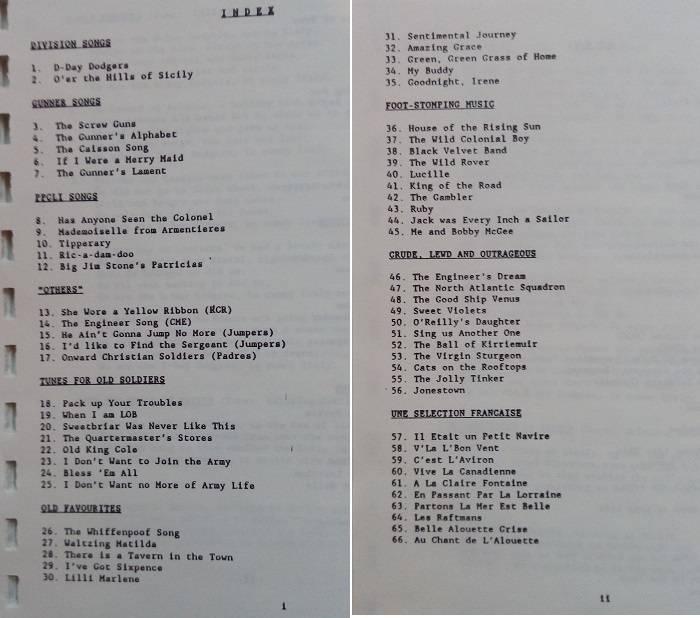 I N D E X
DIVISION SONGS
1. D-Day Dodgers
2. O'er the Hills of Sicily
GUNNER SONGS
3. The Screw Guns
4. The Gunner's Alphabet
5. The Caisson Song
6. If I Were a Merry Maid
7. The Gunner's Lament
PPCLI SONGS
8. Has Anyone Seen the Colonel
9. Mademoiselle from Armentieres
10. Tipperary
11. Ric-a-dam-doo
12. Big Jim Stone's Patricias
"OTHERS"
13. She Wore a Yellow Ribbon (RCR)
14. The Engineer Song (CME)
15. He Ain't Gonna Jump No More (Jumpers)
16. I'd like to Find the Sergeant (Jumpers)
17. Onward Christian Soldiers (Padres)
TUNES FOR OLD SOLDIERS
18. Pack up Your Troubles
19. When I am LOB
20. Sweetbriar Was Never Like This
21. The Quartermaster's Stores
22. Old King Cole
23. I Don't Want to Join the Army
24. Bless 'Em All
25. I Don't Want no More of Army Life
OLD FAVOURITES
26. The Whiffenpoof Song
27. Waltzing Matilda
28. There is a Tavern in the Town
29. I've Got Sixpence
30. Lilli Marlene
i
31. Sentimental Journey
32. Amazing Grace
33. Green, Green Grass of Home
34. My Buddy
35. Goodnight, Irene
FOOT-STOMPING MUSIC
36. House of the Rising Sun
37. The Wild Colonial Boy
38. Black Velvet Band
39. The Wild Rover
40. Lucille
41. King of the Road
42. The Gambler
43. Ruby
44. Jack was Every Inch a Sailor
45. Me and Bobby McGee
CRUDE, LEWD AND OUTRAGEOUS
46. The Engineer's Dream
47. The North Atlantic Squadron
48. The Good Ship Venus
49. Sweet Violets
50. O'Reilly's Daughter
51. Sing us Another One
52. The Ball of Kirriemuir
53. The Virgin Sturgeon
54. Cats on the Rooftops
55. The Jolly Tinker
56. Jonestown
UNE SELECTION FRANCAISE
57. Il Etait un Petit Navire
58. V'La L'Bon Vent
59. C'est L'Aviron
60. Vive La Canadienne
61. A La Claire Fontaine
62. En Passant Par La Lorraine
63. Partons La Mer Est Belle
64. Les Raftmans
65. Belle Alouette Grise
66. Au Chant de L'Alouette
ii